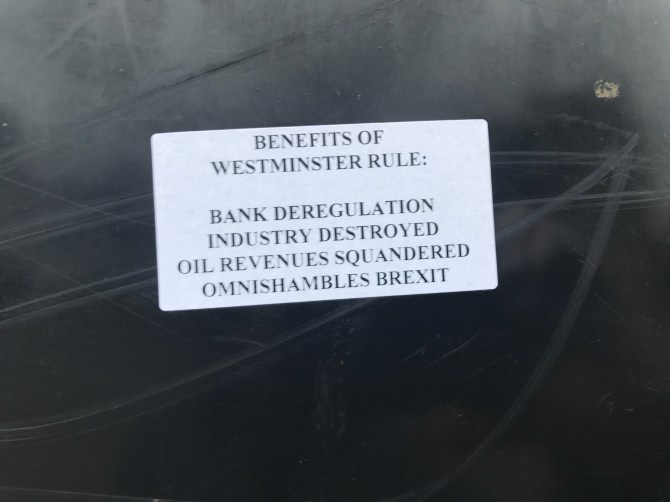 BENEFITS OF
WESTMINSTER RULE:
BANK DEREGULATION
INDUSTRY DESTROYED
OIL REVENUES SQUANDERED
OMNISHAMBLES BREXIT